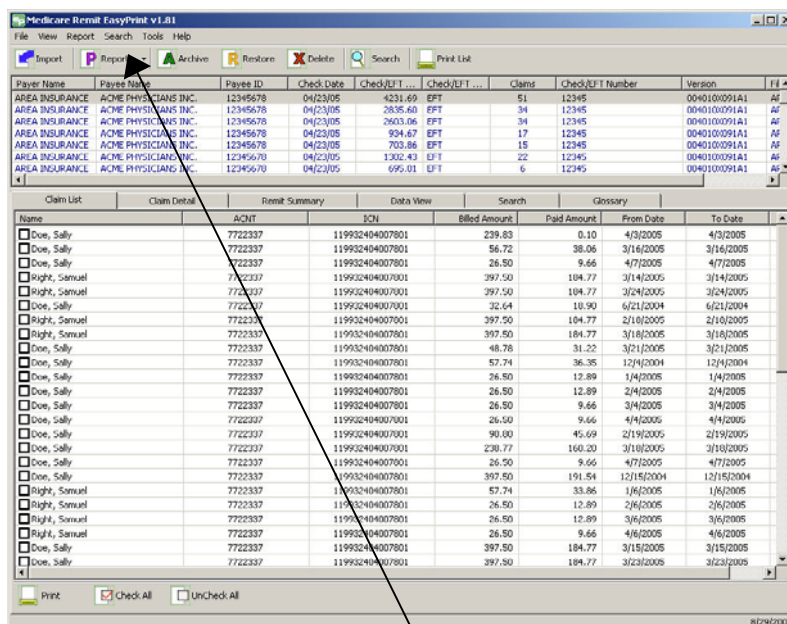 Medicare Remit EasyPrint v1.81
File View Report Search Tools Help
Import Report Archive Restore Delete Search Print List
Payer Name Payee Name Payee ID Check Date Check/EFT ... Check/EFT ... Claims Check/EFT Number Version
AREA INSURANCE ACME PHYSICIANS INC. 12345678 04/23/05 4231.69 EFT 51 12345 004010X091A1
AREA INSURANCE ACME PHYSICIANS INC. 12345678 04/23/05 2835.60 EFT 34 12345 004010X091A1
AREA INSURANCE ACME PHYSICIANS INC. 12345678 04/23/05 2603.06 EFT 34 12345 004010X091A1
AREA INSURANCE ACME PHYSICIANS INC. 12345678 04/23/05 934.67 EFT 17 12345 004010X091A1
AREA INSURANCE ACME PHYSICIANS INC. 12345678 04/23/05 703.86 EFT 15 12345 004010X091A1
AREA INSURANCE ACME PHYSICIANS INC. 12345678 04/23/05 1302.43 EFT 22 12345 004010X091A1
AREA INSURANCE ACME PHYSICIANS INC. 12345678 04/23/05 695.01 EFT 6 12345 004010X091A1
Claim List Claim Detail Remit Summary Data View Search Glossary
Name ACNT ICN Billed Amount Paid Amount From Date To Date
Doe, Sally 7722337 119932404007801 239.83 0.10 4/3/2005 4/3/2005
Doe, Sally 7722337 119932404007801 56.72 38.06 3/16/2005 3/16/2005
Doe, Sally 7722337 119932404007801 26.50 9.66 4/7/2005 4/7/2005
Right, Samuel 7722337 119932404007801 397.50 184.77 3/14/2005 3/14/2005
Right, Samuel 7722337 119932404007801 397.50 184.77 3/24/2005 3/24/2005
Doe, Sally 7722337 119932404007801 32.64 18.90 6/21/2004 6/21/2004
Right, Samuel 7722337 119932404007801 397.50 184.77 2/18/2005 2/18/2005
Right, Samuel 7722337 119932404007801 397.50 184.77 3/18/2005 3/18/2005
Doe, Sally 7722337 119932404007801 48.78 31.22 3/21/2005 3/21/2005
Doe, Sally 7722337 119932404007801 57.74 36.35 12/4/2004 12/4/2004
Doe, Sally 7722337 119932404007801 26.50 12.89 1/4/2005 1/4/2005
Doe, Sally 7722337 119932404007801 26.50 12.89 2/4/2005 2/4/2005
Doe, Sally 7722337 119932404007801 26.50 9.66 3/4/2005 3/4/2005
Doe, Sally 7722337 119932404007801 26.50 9.66 4/4/2005 4/4/2005
Doe, Sally 7722337 119932404007801 90.80 45.69 2/19/2005 2/19/2005
Doe, Sally 7722337 119932404007801 238.77 160.20 3/18/2005 3/18/2005
Doe, Sally 7722337 119932404007801 26.50 9.66 4/7/2005 4/7/2005
Doe, Sally 7722337 119932404007801 397.50 191.54 12/15/2004 12/15/2004
Right, Samuel 7722337 119932404007801 57.74 33.86 1/6/2005 1/6/2005
Right, Samuel 7722337 119932404007801 26.50 12.89 2/6/2005 2/6/2005
Right, Samuel 7722337 119932404007801 26.50 12.89 3/6/2005 3/6/2005
Right, Samuel 7722337 119932404007801 26.50 9.66 4/6/2005 4/6/2005
Doe, Sally 7722337 119932404007801 397.50 184.77 3/15/2005 3/15/2005
Doe, Sally 7722337 119932404007801 397.50 184.77 3/23/2005 3/23/2005
Print Check All UnCheck All